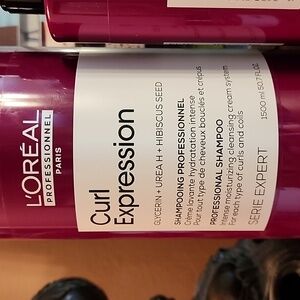 L'ORÉAL
PROFESSIONNEL
PARIS
Curl
Expression
GLYCERIN + UREA H + HIBISCUS SEED
SHAMPOOING PROFESSIONNEL
Crème lavante hydratation intense
Pour tout type de cheveux bouclés et crépus
PROFESSIONAL SHAMPOO
Intense moisturizing cleansing cream system
For each type of curls and coils
SERIE EXPERT
1500 ml 50.7 FL.OZ